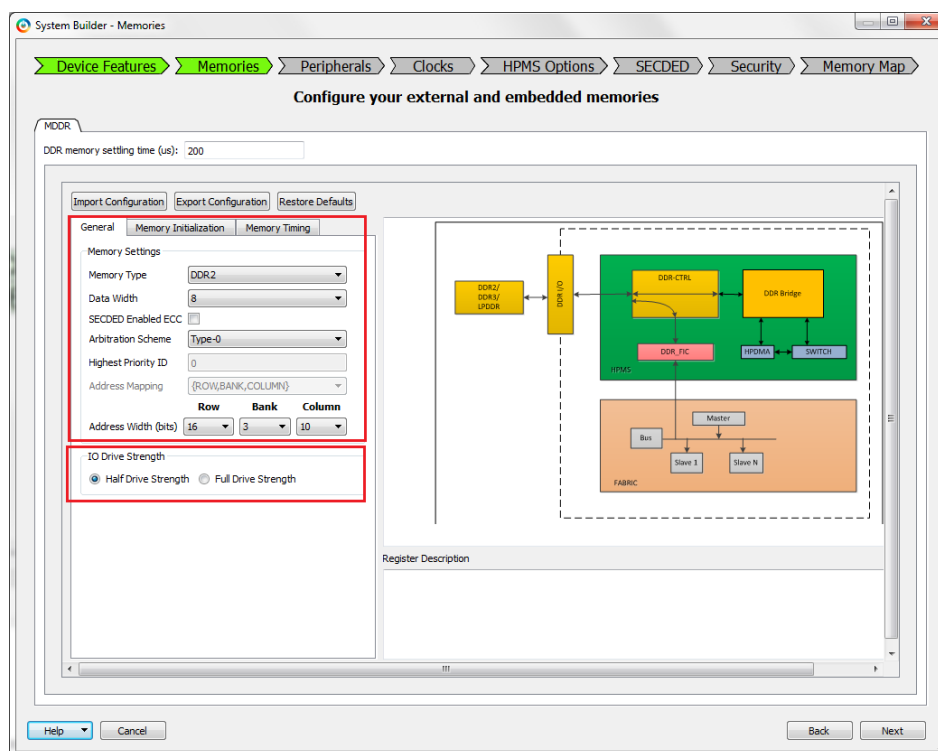 System Builder - Memories
Device Features Memories Peripherals Clocks HPMS Options SECDED Security Memory Map
Configure your external and embedded memories
MDDR
DDR memory settling time (us): 200
Import Configuration Export Configuration Restore Defaults
General Memory Initialization Memory Timing
Memory Settings
Memory Type DDR2
Data Width 8
SECDED Enabled ECC
Arbitration Scheme Type-0
Highest Priority ID 0
Address Mapping {ROW,BANK,COLUMN}
Row Bank Column
Address Width (bits) 16 3 10
IO Drive Strength
Half Drive Strength Full Drive Strength
DDR2/
DDR3/
LPDDR
DDR I/O
DDR-CTRL
DDR Bridge
DDR_FIC
HPDMA
SWITCH
HPMS
Master
Bus
Slave 1
Slave N
FABRIC
Register Description
Help Cancel Back Next